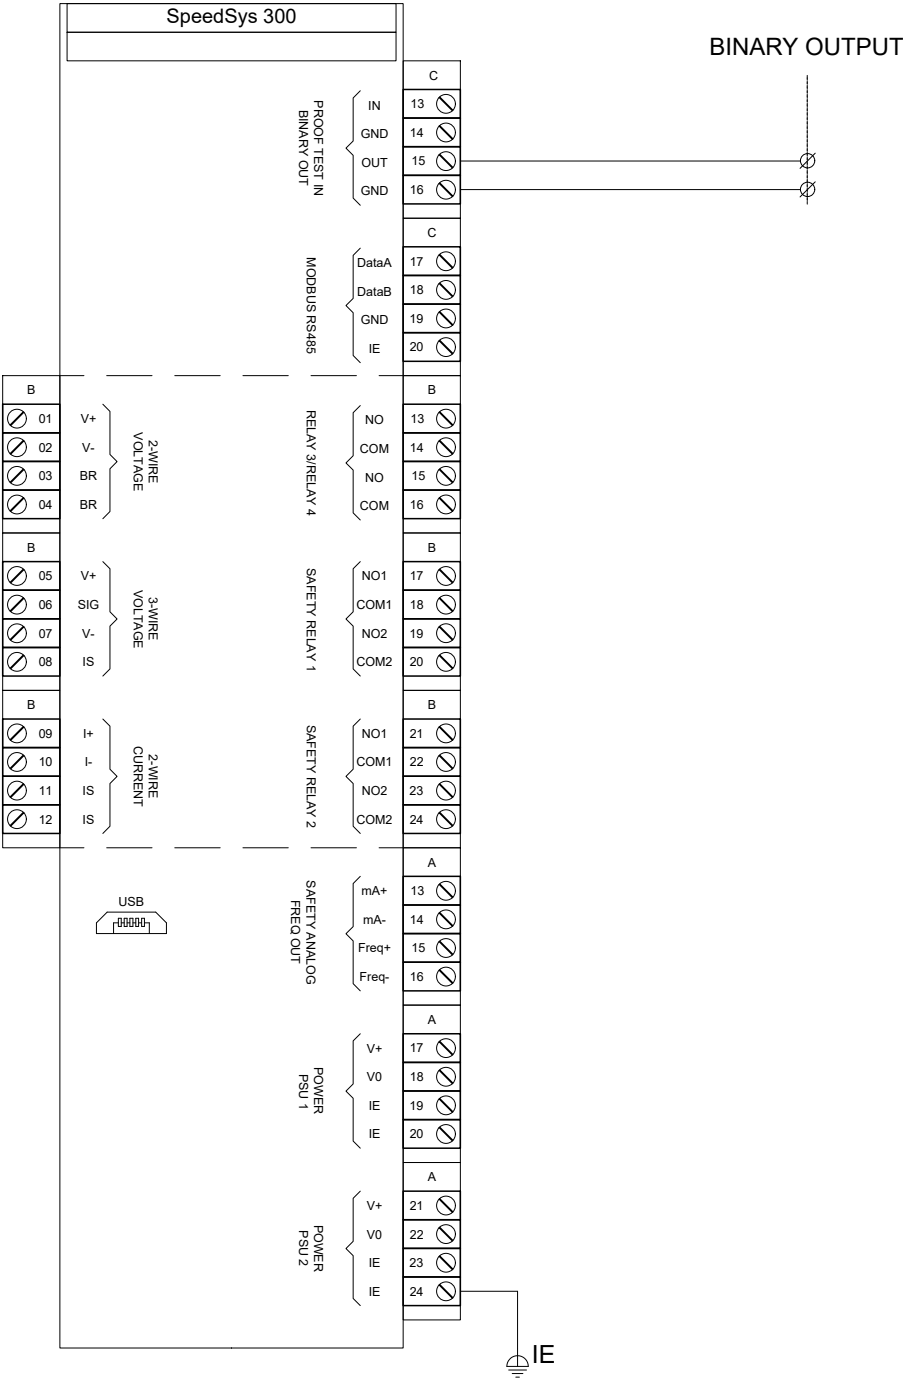 SpeedSys 300
BINARY OUTPUT
C
PROOF TEST IN
BINARY OUT
IN 13
GND 14
OUT 15
GND 16
C
MODBUS RS485
DataA 17
DataB 18
GND 19
IE 20
B
01 V+
02 V-
03 BR
04 BR
2-WIRE
VOLTAGE
B
RELAY 3/RELAY 4
NO 13
COM 14
NO 15
COM 16
B
05 V+
06 SIG
07 V-
08 IS
3-WIRE
VOLTAGE
B
SAFETY RELAY 1
NO1 17
COM1 18
NO2 19
COM2 20
B
09 I+
10 I-
11 IS
12 IS
2-WIRE
CURRENT
B
SAFETY RELAY 2
NO1 21
COM1 22
NO2 23
COM2 24
USB
A
SAFETY ANALOG
FREQ OUT
mA+ 13
mA- 14
Freq+ 15
Freq- 16
A
POWER
PSU 1
V+ 17
V0 18
IE 19
IE 20
A
POWER
PSU 2
V+ 21
V0 22
IE 23
IE 24
IE